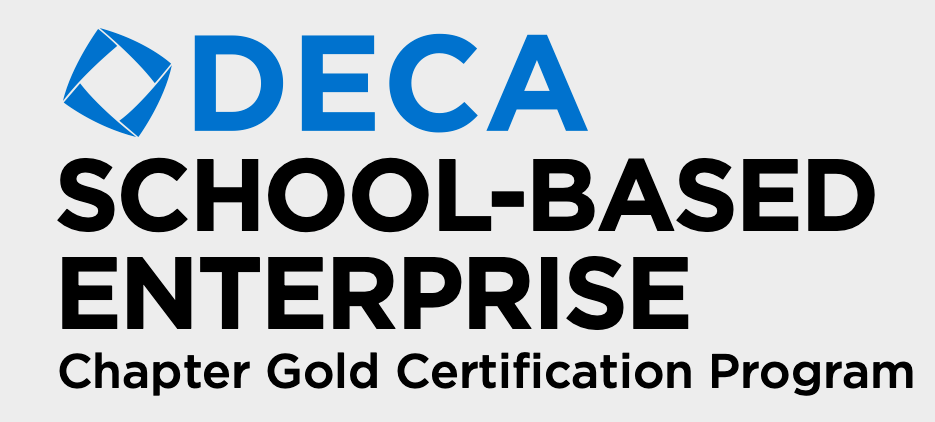 DECA
SCHOOL-BASED
ENTERPRISE
Chapter Gold Certification Program